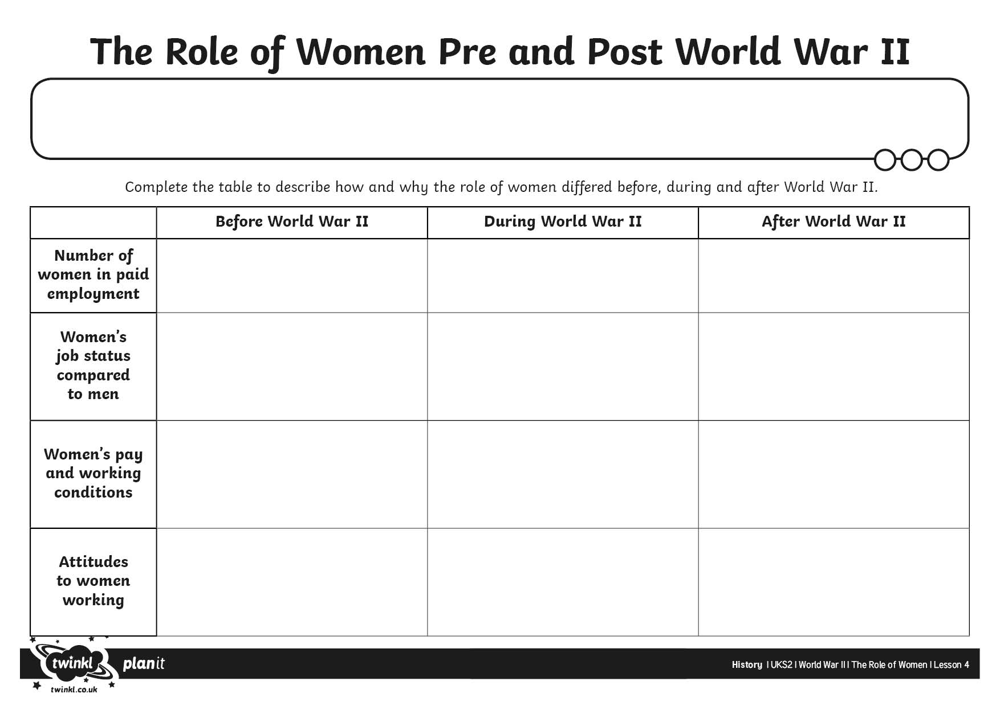 The Role of Women Pre and Post World War II
Complete the table to describe how and why the role of women differed before, during and after World War II.
Before World War II
During World War II
After World War II
Number of
women in paid
employment
Women's
job status
compared
to men
Women's pay
and working
conditions
Attitudes
to women
working
twinkl
planit
twinkl.co.uk
History | UKS2 | World War II | The Role of Women | Lesson 4